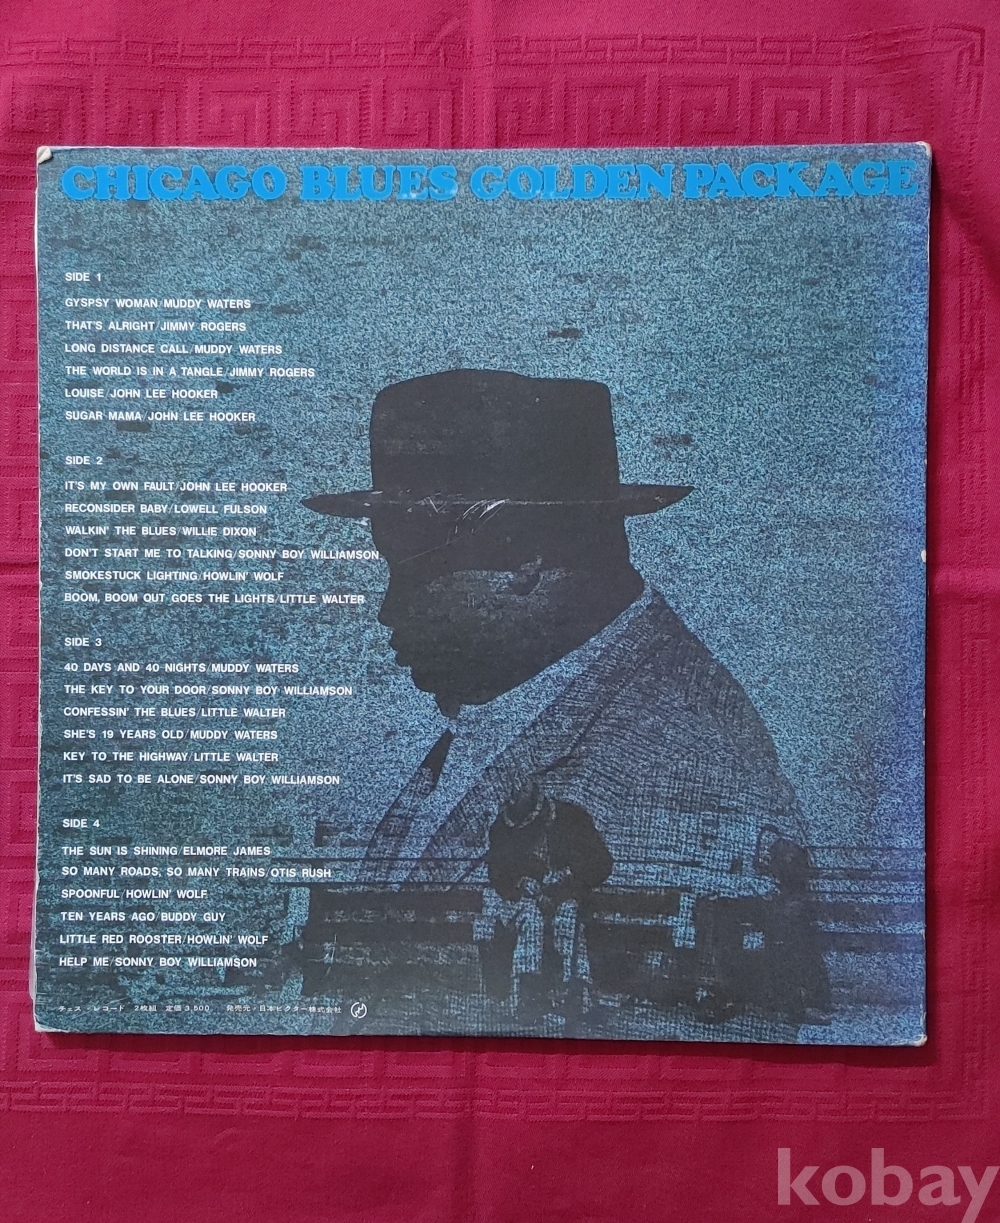 CHICAGO BLUES GOLDEN PACKAGE
SIDE 1
GYSPSY WOMAN/MUDDY WATERS
THAT'S ALRIGHT/JIMMY ROGERS
LONG DISTANCE CALL/MUDDY WATERS
THE WORLD IS IN A TANGLE/JIMMY ROGERS
LOUISE/JOHN LEE HOOKER
SUGAR MAMA/JOHN LEE HOOKER
SIDE 2
IT'S MY OWN FAULT/JOHN LEE HOOKER
RECONSIDER BABY/LOWELL FULSON
WALKIN' THE BLUES/WILLIE DIXON
DON'T START ME TO TALKING/SONNY BOY WILLIAMSON
SMOKESTUCK LIGHTING/HOWLIN' WOLF
BOOM, BOOM OUT GOES THE LIGHTS/LITTLE WALTER
SIDE 3
40 DAYS AND 40 NIGHTS/MUDDY WATERS
THE KEY TO YOUR DOOR/SONNY BOY WILLIAMSON
CONFESSIN' THE BLUES/LITTLE WALTER
SHE'S 19 YEARS OLD/MUDDY WATERS
KEY TO THE HIGHWAY/LITTLE WALTER
IT'S SAD TO BE ALONE/SONNY BOY WILLIAMSON
SIDE 4
THE SUN IS SHINING/ELMORE JAMES
SO MANY ROADS, SO MANY TRAINS/OTIS RUSH
SPOONFUL/HOWLIN' WOLF
TEN YEARS AGO/BUDDY GUY
LITTLE RED ROOSTER/HOWLIN' WOLF
HELP ME/SONNY BOY WILLIAMSON
チェス・レコード 2枚組 定価3,600 発売元・日本ビクター株式会社
kobay